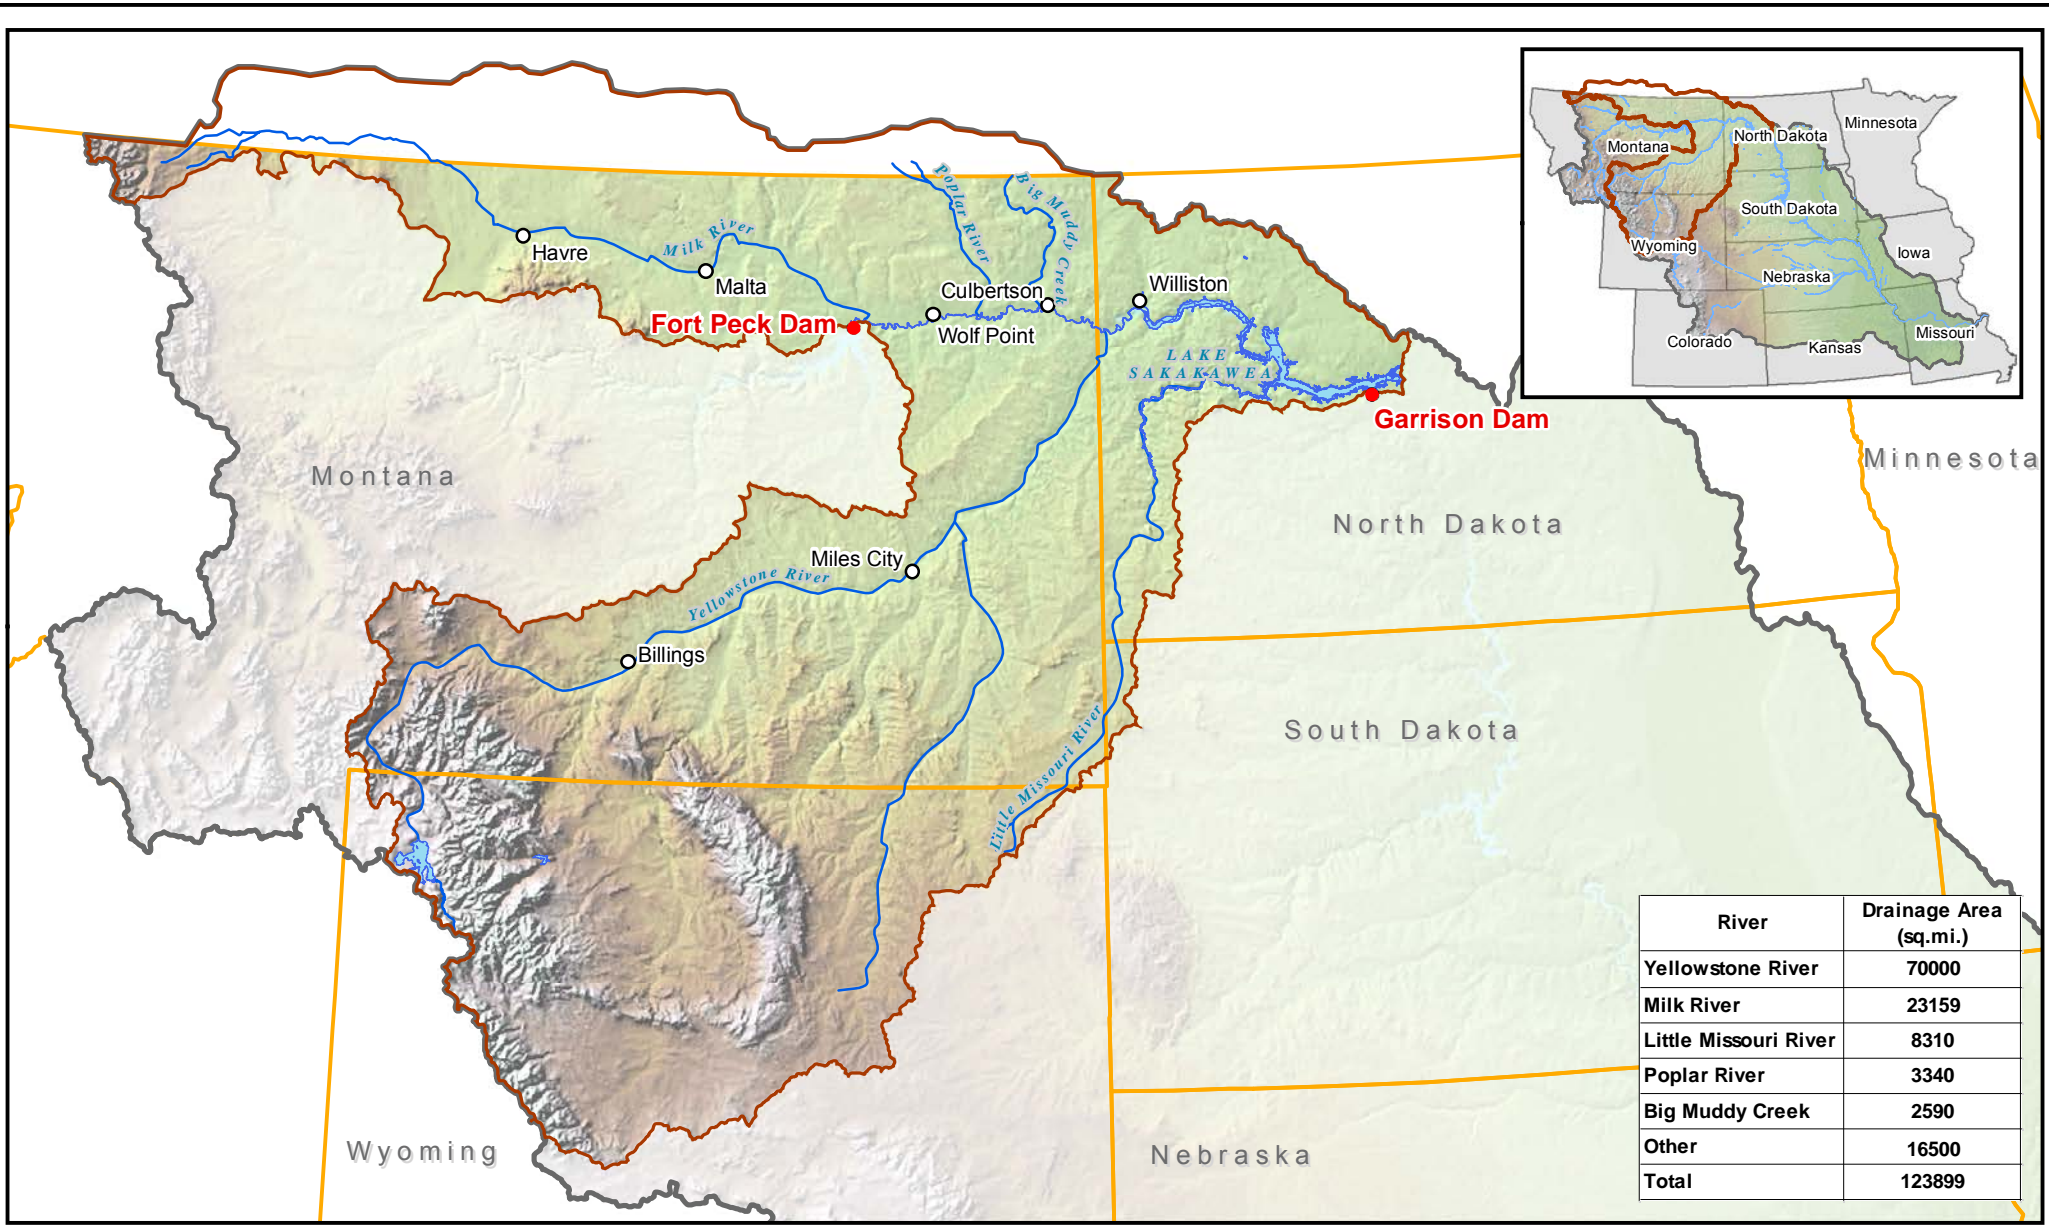 Minnesota
North Dakota
Montana
South Dakota
Wyoming
Iowa
Nebraska
Colorado
Kansas
Missouri
Poplar River
Big Muddy Creek
Milk River
Havre
Malta
Culbertson
Williston
Fort Peck Dam
Wolf Point
LAKE
SAKAKAWEA
Garrison Dam
Montana
Minnesota
North Dakota
Miles City
Yellowstone River
Billings
South Dakota
Little Missouri River
Wyoming
Nebraska
River Drainage Area
(sq.mi.)
Yellowstone River 70000
Milk River 23159
Little Missouri River 8310
Poplar River 3340
Big Muddy Creek 2590
Other 16500
Total 123899